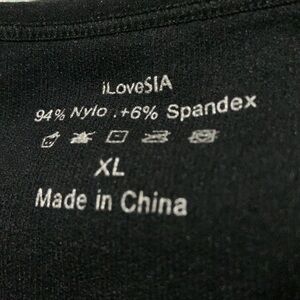 iLoveSIA
94% Nylo .+6% Spandex
XL
Made in China